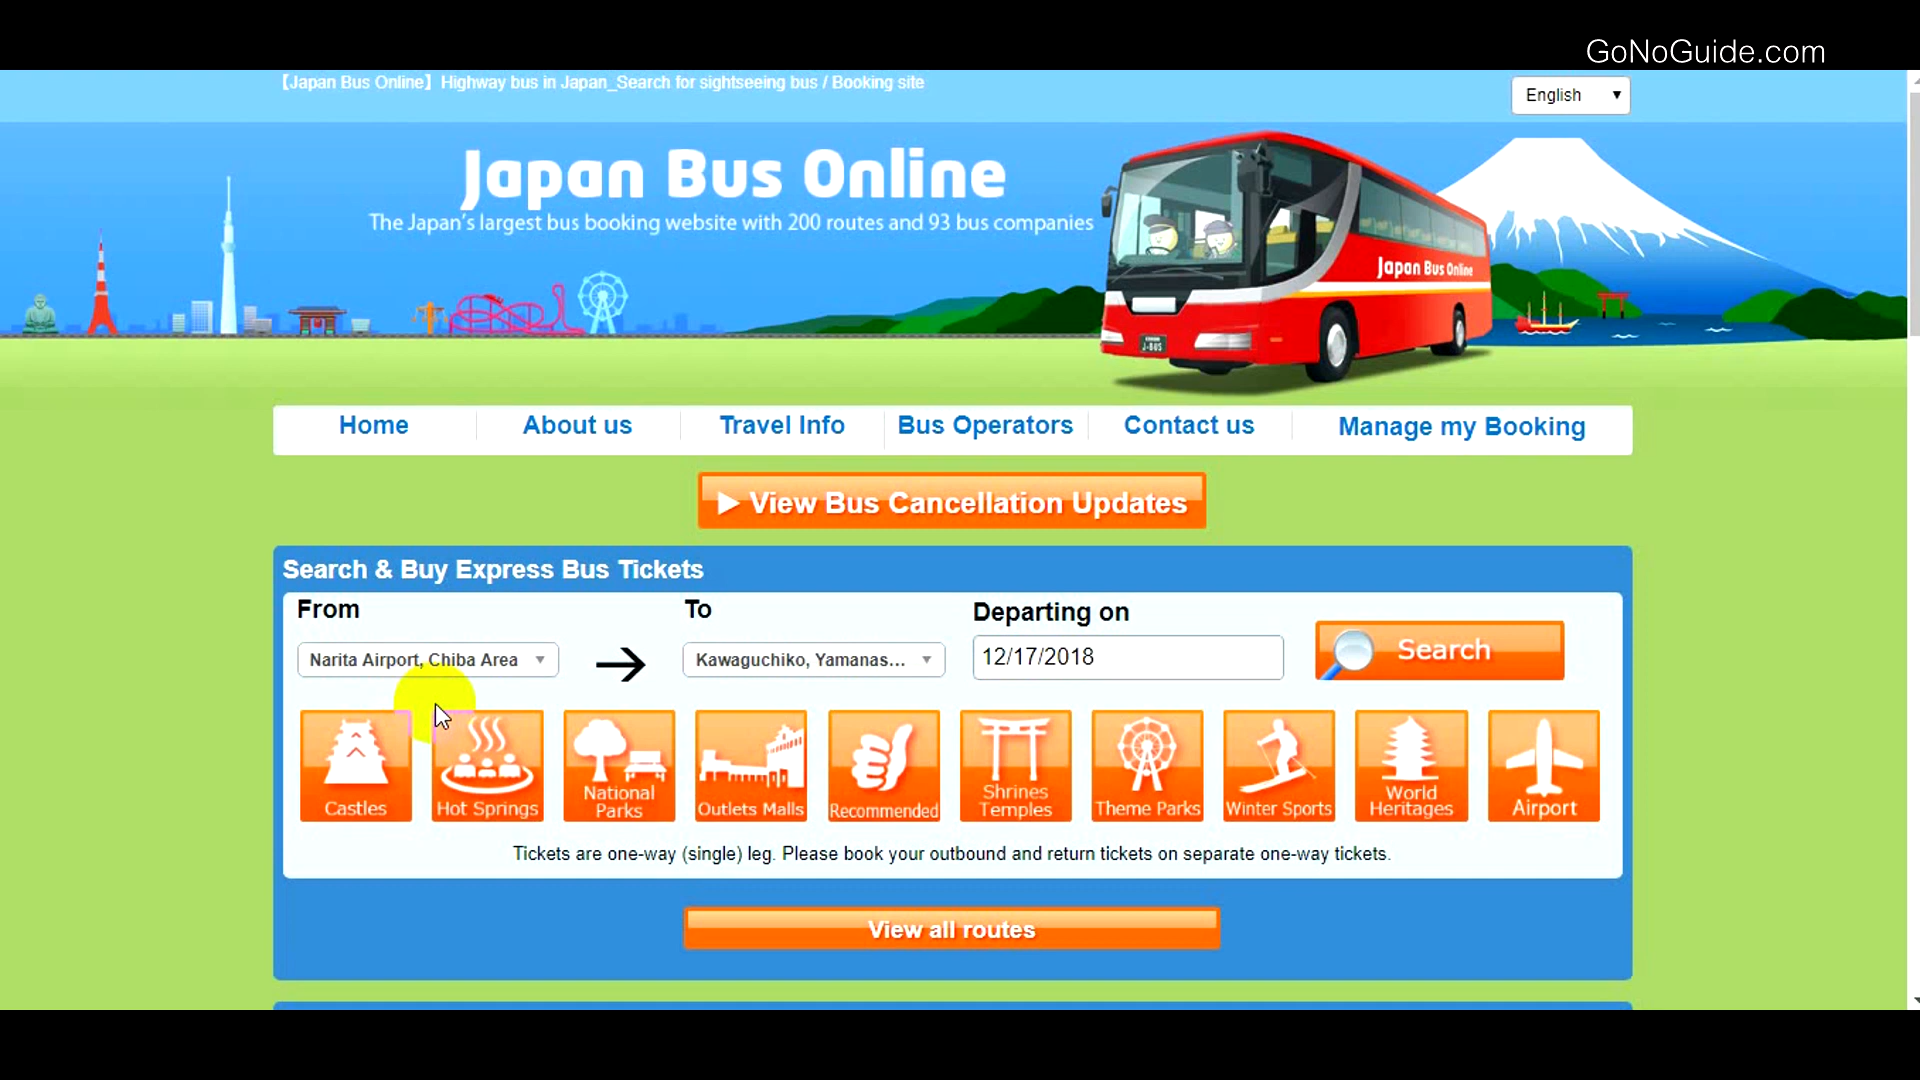 GoNoGuide.com
【Japan Bus Online】Highway bus in Japan_Search for sightseeing bus / Booking site
English
Japan Bus Online
The Japan's largest bus booking website with 200 routes and 93 bus companies
Japan Bus Online
J-BUS
Home About us Travel Info Bus Operators Contact us Manage my Booking
View Bus Cancellation Updates
Search & Buy Express Bus Tickets
From To Departing on
Narita Airport, Chiba Area Kawaguchiko, Yamanas... 12/17/2018 Search
Castles Hot Springs National Parks Outlets Malls Recommended Shrines Temples Theme Parks Winter Sports World Heritages Airport
Tickets are one-way (single) leg. Please book your outbound and return tickets on separate one-way tickets.
View all routes